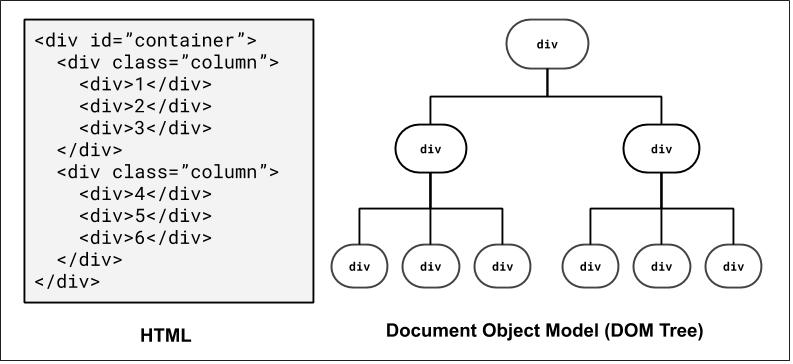 <div id=”container”>
  <div class=”column”>
    <div>1</div>
    <div>2</div>
    <div>3</div>
  </div>
  <div class=”column”>
    <div>4</div>
    <div>5</div>
    <div>6</div>
  </div>
</div>
HTML
div
div div
div div div div div div
Document Object Model (DOM Tree)